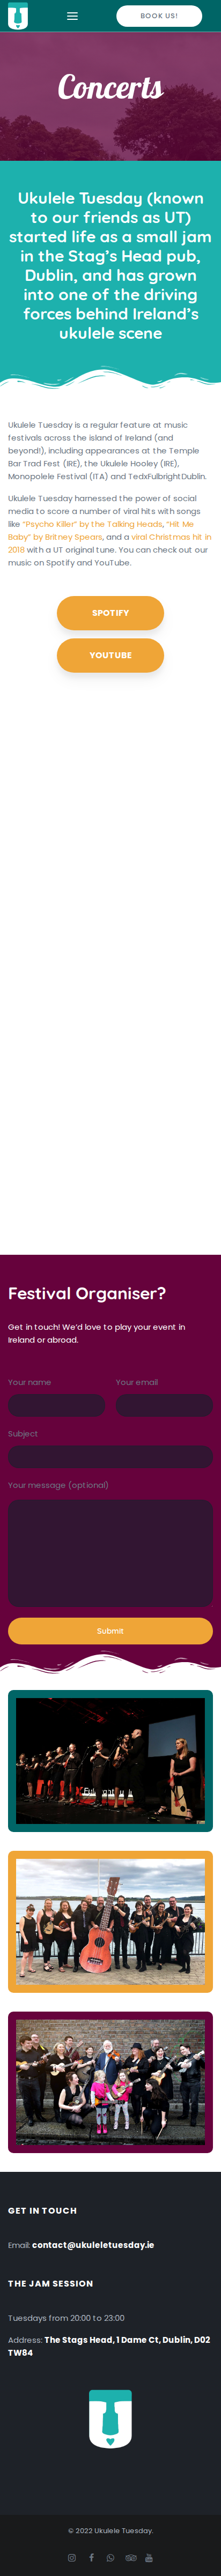 BOOK US!
Concerts
Ukulele Tuesday (known
to our friends as UT)
started life as a small jam
in the Stag’s Head pub,
Dublin, and has grown
into one of the driving
forces behind Ireland’s
ukulele scene
Ukulele Tuesday is a regular feature at music
festivals across the island of Ireland (and
beyond!), including appearances at the Temple
Bar Trad Fest (IRE), the Ukulele Hooley (IRE),
Monopole Festival (ITA) and TedxFulbrightDublin.
Ukulele Tuesday harnessed the power of social
media to score a number of viral hits with songs
like “Psycho Killer” by the Talking Heads, “Hit Me
Baby” by Britney Spears, and a viral Christmas hit in
2018 with a UT original tune. You can check out our
music on Spotify and YouTube.
SPOTIFY
YOUTUBE
Festival Organiser?
Get in touch! We’d love to play your event in
Ireland or abroad.
Your name
Your email
Subject
Your message (optional)
Submit
GET IN TOUCH
Email: contact@ukuleletuesday.ie
THE JAM SESSION
Tuesdays from 20:00 to 23:00
Address: The Stags Head, 1 Dame Ct, Dublin, D02
TW84
© 2022 Ukulele Tuesday.